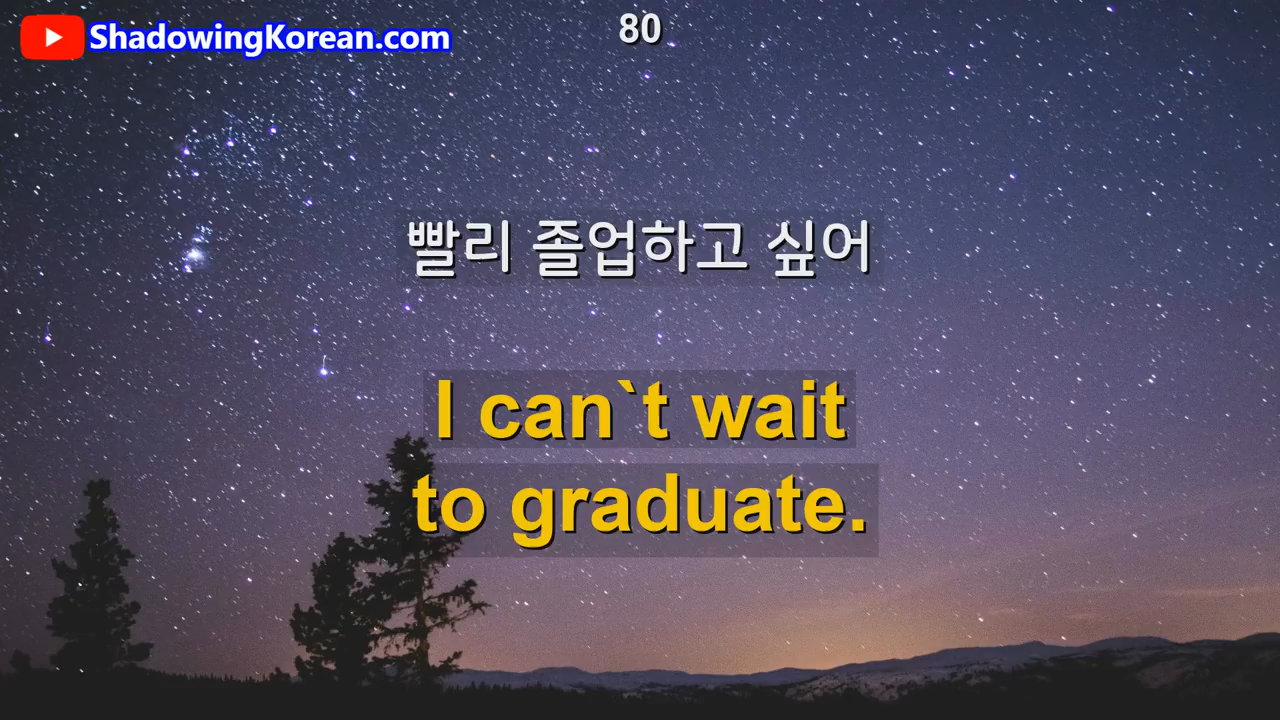 ShadowingKorean.com
80
빨리 졸업하고 싶어
I can`t wait
to graduate.